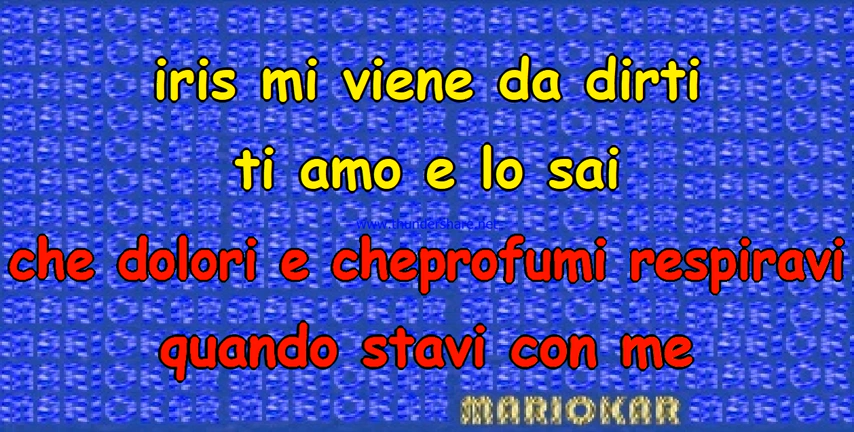 iris mi viene da dirti
ti amo e lo sai
www.thundershare.net
che dolori e cheprofumi respiravi
quando stavi con me
MARIOKAR